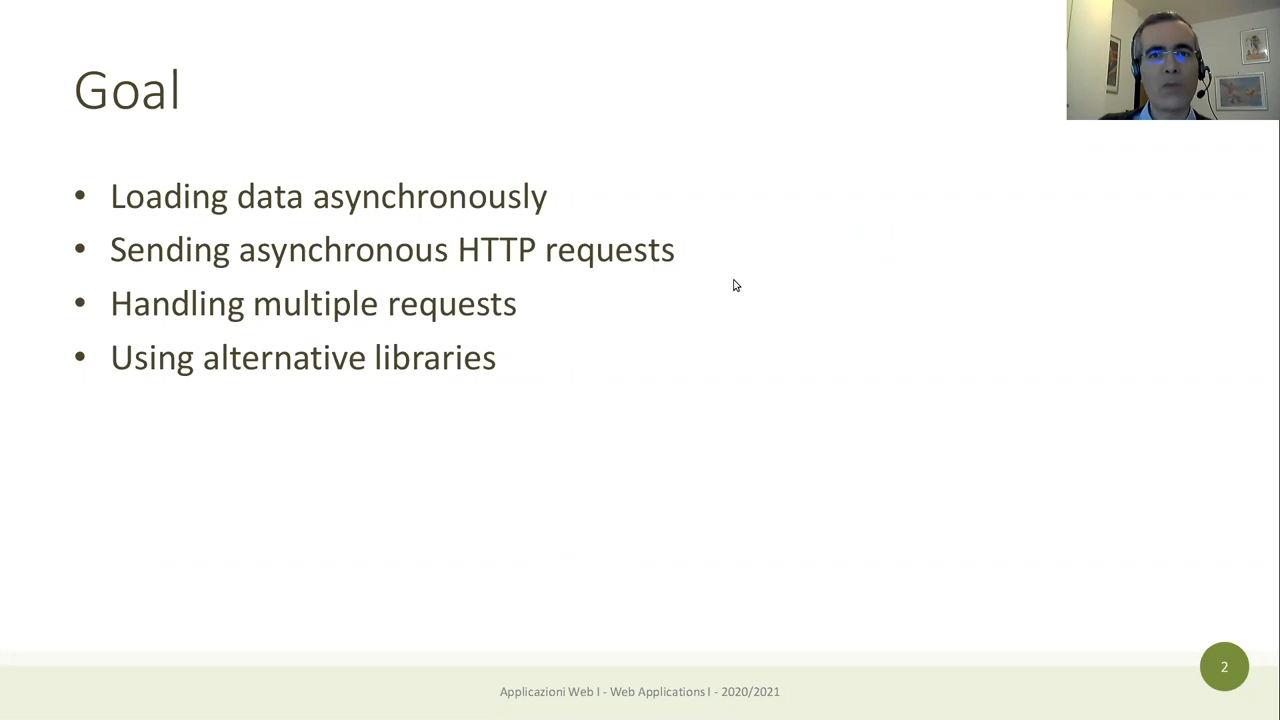 Goal
• Loading data asynchronously
• Sending asynchronous HTTP requests
• Handling multiple requests
• Using alternative libraries
2
Applicazioni Web I - Web Applications I - 2020/2021